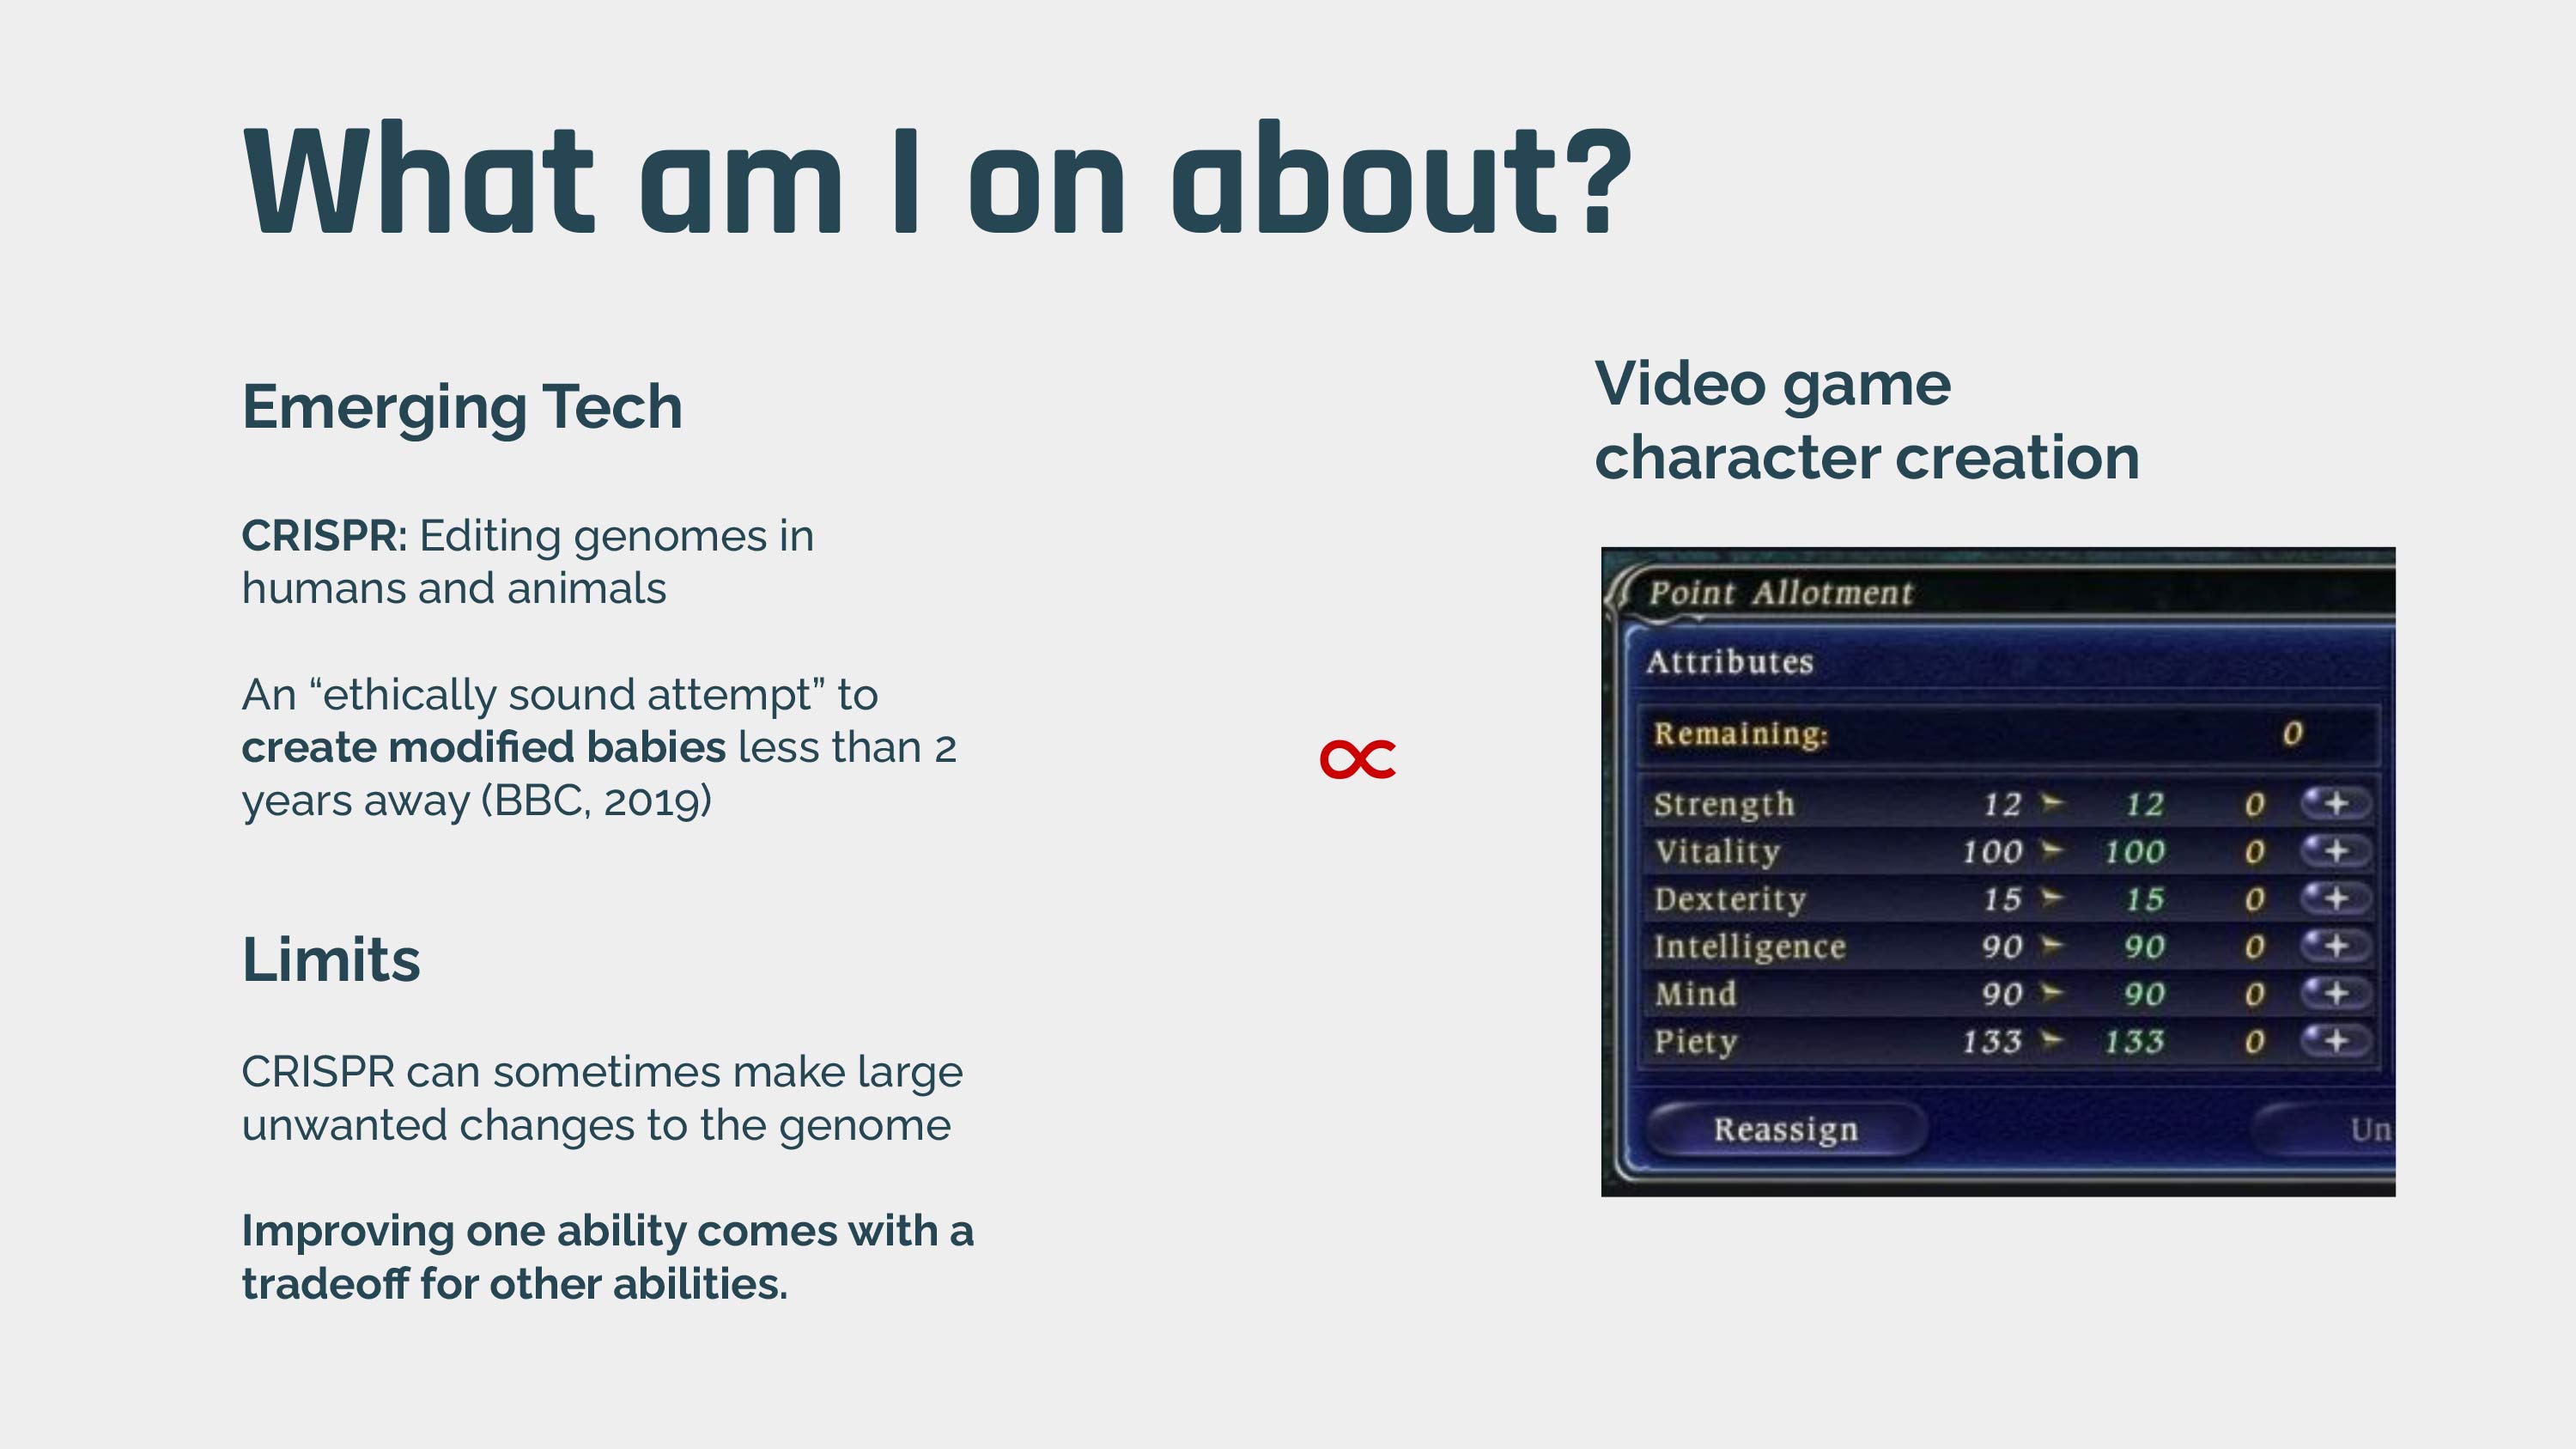 What am I on about?
Emerging Tech
CRISPR: Editing genomes in
humans and animals
An “ethically sound attempt” to
create modified babies less than 2
years away (BBC, 2019)
Limits
CRISPR can sometimes make large
unwanted changes to the genome
Improving one ability comes with a
tradeoff for other abilities.
∝
Video game
character creation
Point Allotment
Attributes
Remaining: 0
Strength 12 ➤ 12 0 +
Vitality 100 ➤ 100 0 +
Dexterity 15 ➤ 15 0 +
Intelligence 90 ➤ 90 0 +
Mind 90 ➤ 90 0 +
Piety 133 ➤ 133 0 +
Reassign Un